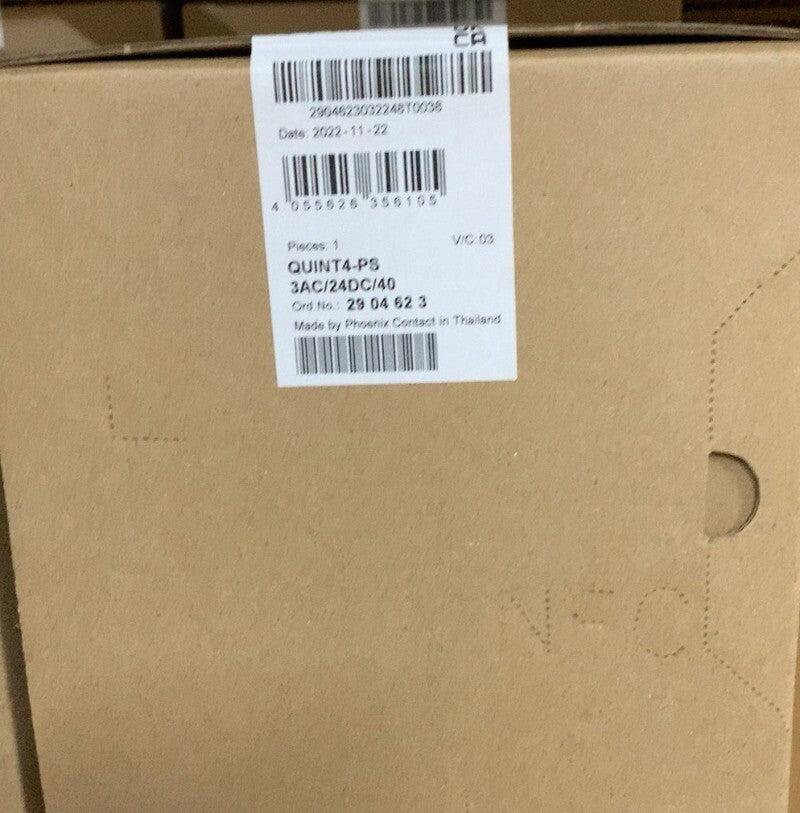 2904623032248T0038
Date: 2022-11-22
4 055626 356105
Pieces: 1
V/C:03
QUINT4-PS
3AC/24DC/40
Ord.No.: 29 04 62 3
Made by Phoenix Contact in Thailand
NFC